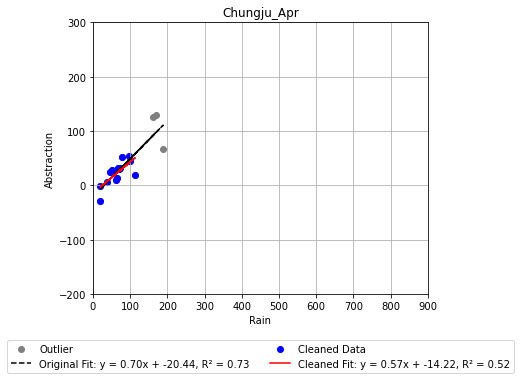 Chungju_Apr
300
200
100
0
−100
−200
Abstraction
0 100 200 300 400 500 600 700 800 900
Rain
Outlier
Cleaned Data
Original Fit: y = 0.70x + -20.44, R² = 0.73
Cleaned Fit: y = 0.57x + -14.22, R² = 0.52